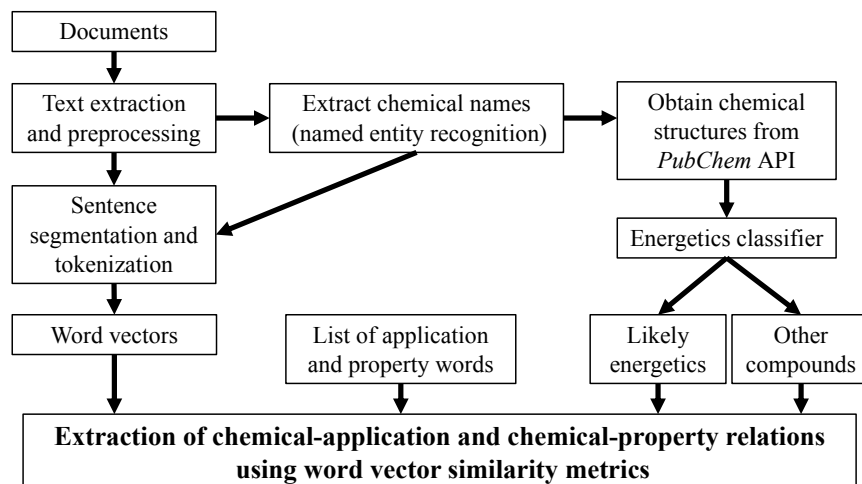 Documents
Text extraction
and preprocessing
Extract chemical names
(named entity recognition)
Obtain chemical
structures from
PubChem API
Sentence
segmentation and
tokenization
Energetics classifier
Word vectors
List of application
and property words
Likely
energetics
Other
compounds
Extraction of chemical-application and chemical-property relations
using word vector similarity metrics